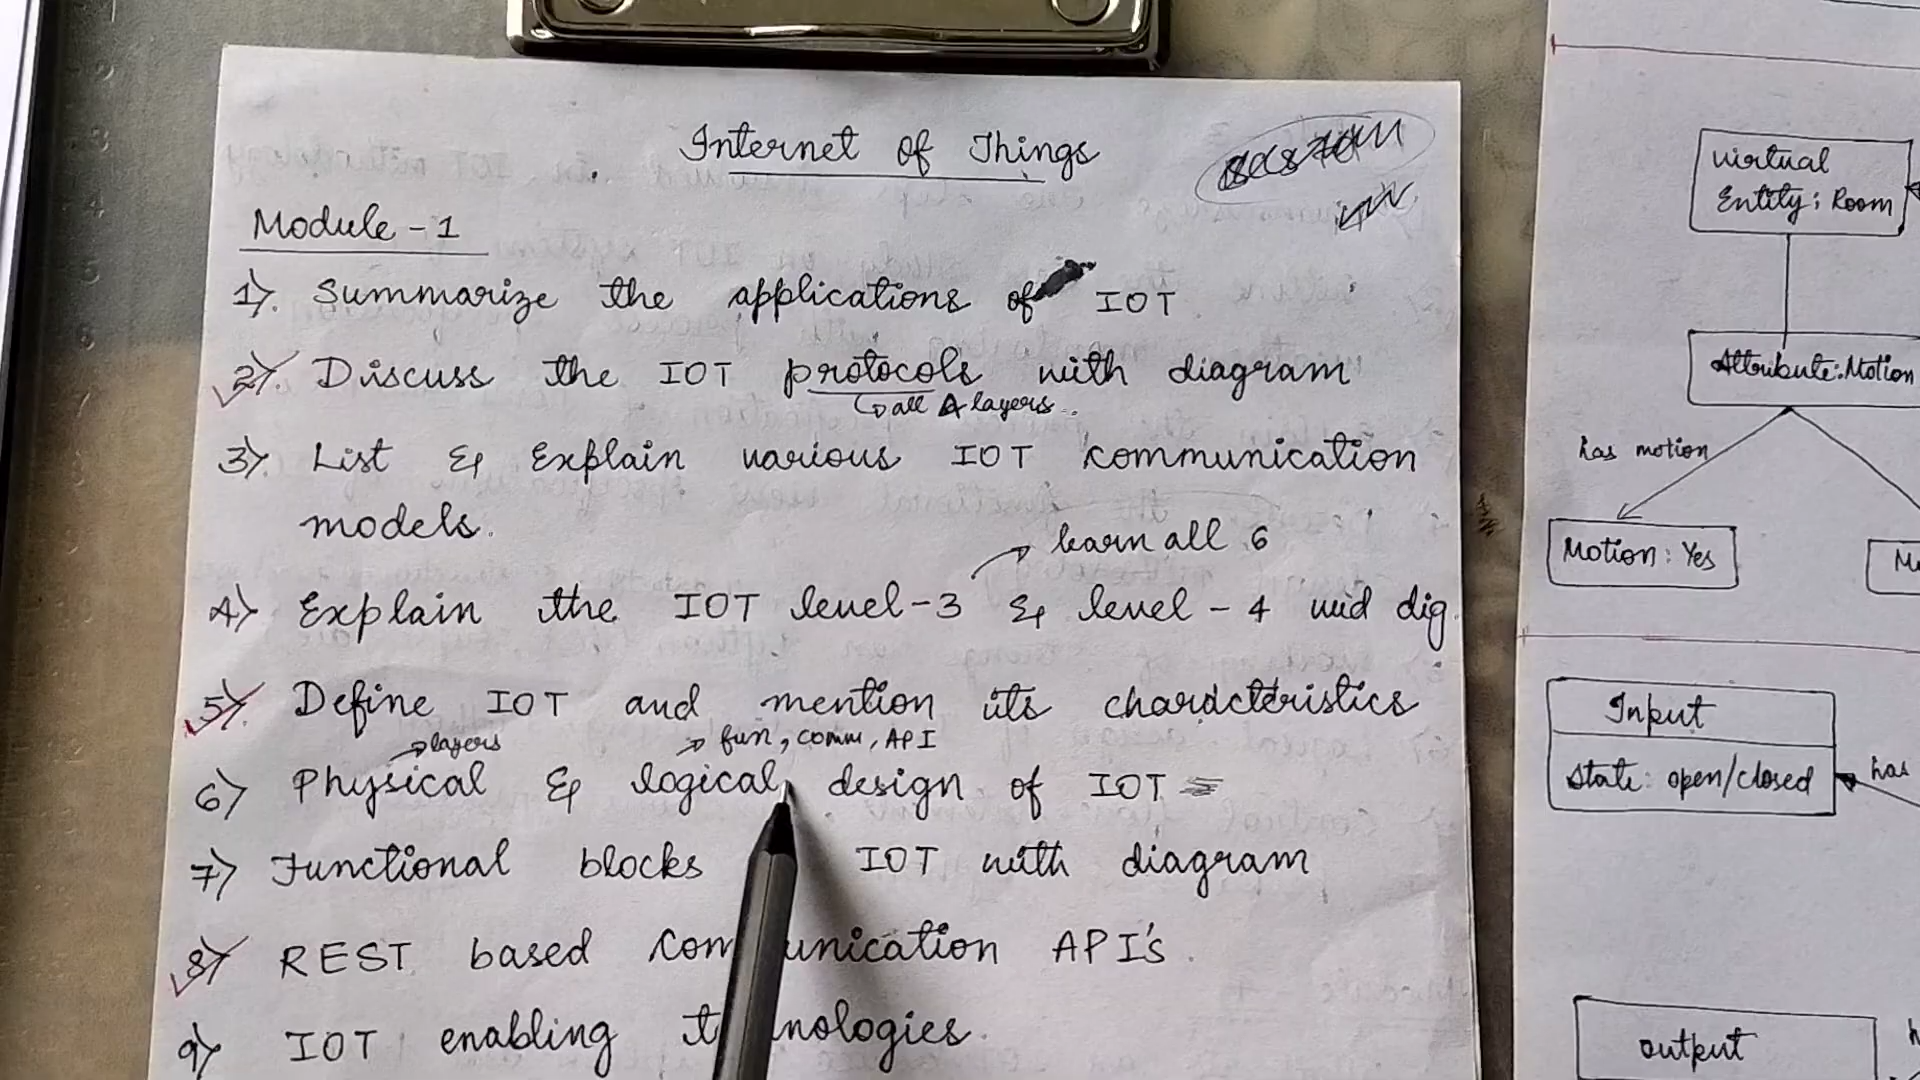 Internet of Things
Module - 1
1). Summarize the applications of IOT
2). Discuss the IOT protocols with diagram
all 4 layers..
3). List & Explain various IOT communication
models.
learn all 6
4) Explain the IOT level-3 & level - 4 wid dig.
5). Define IOT and mention its characteristics
layers
fun, comm, API
6) Physical & logical design of IOT
7) Functional blocks IOT with diagram
8) REST based communication API's.
9) IOT enabling technologies.
virtual
Entity: Room
Attribute: Motion
has motion
Motion: Yes
Input
State: open/closed
has
output